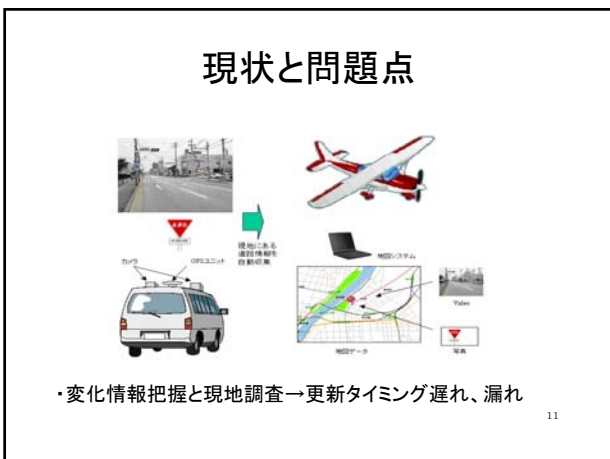 現状と問題点
カメラ
GPSユニット
現地にある
道路情報を
自動収集
地図システム
Video
地図データ
写真
・変化情報把握と現地調査→更新タイミング遅れ、漏れ
11